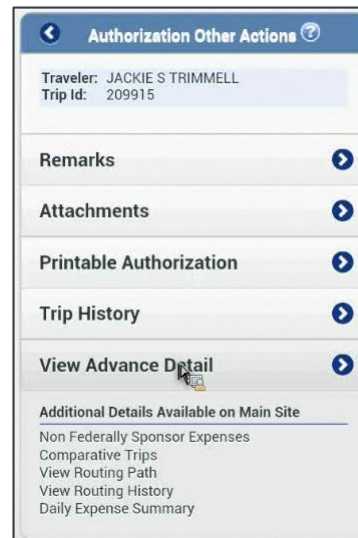 Authorization Other Actions ?
Traveler: JACKIE S TRIMMELL
Trip Id: 209915
Remarks
Attachments
Printable Authorization
Trip History
View Advance Detail
Additional Details Available on Main Site
Non Federally Sponsor Expenses
Comparative Trips
View Routing Path
View Routing History
Daily Expense Summary